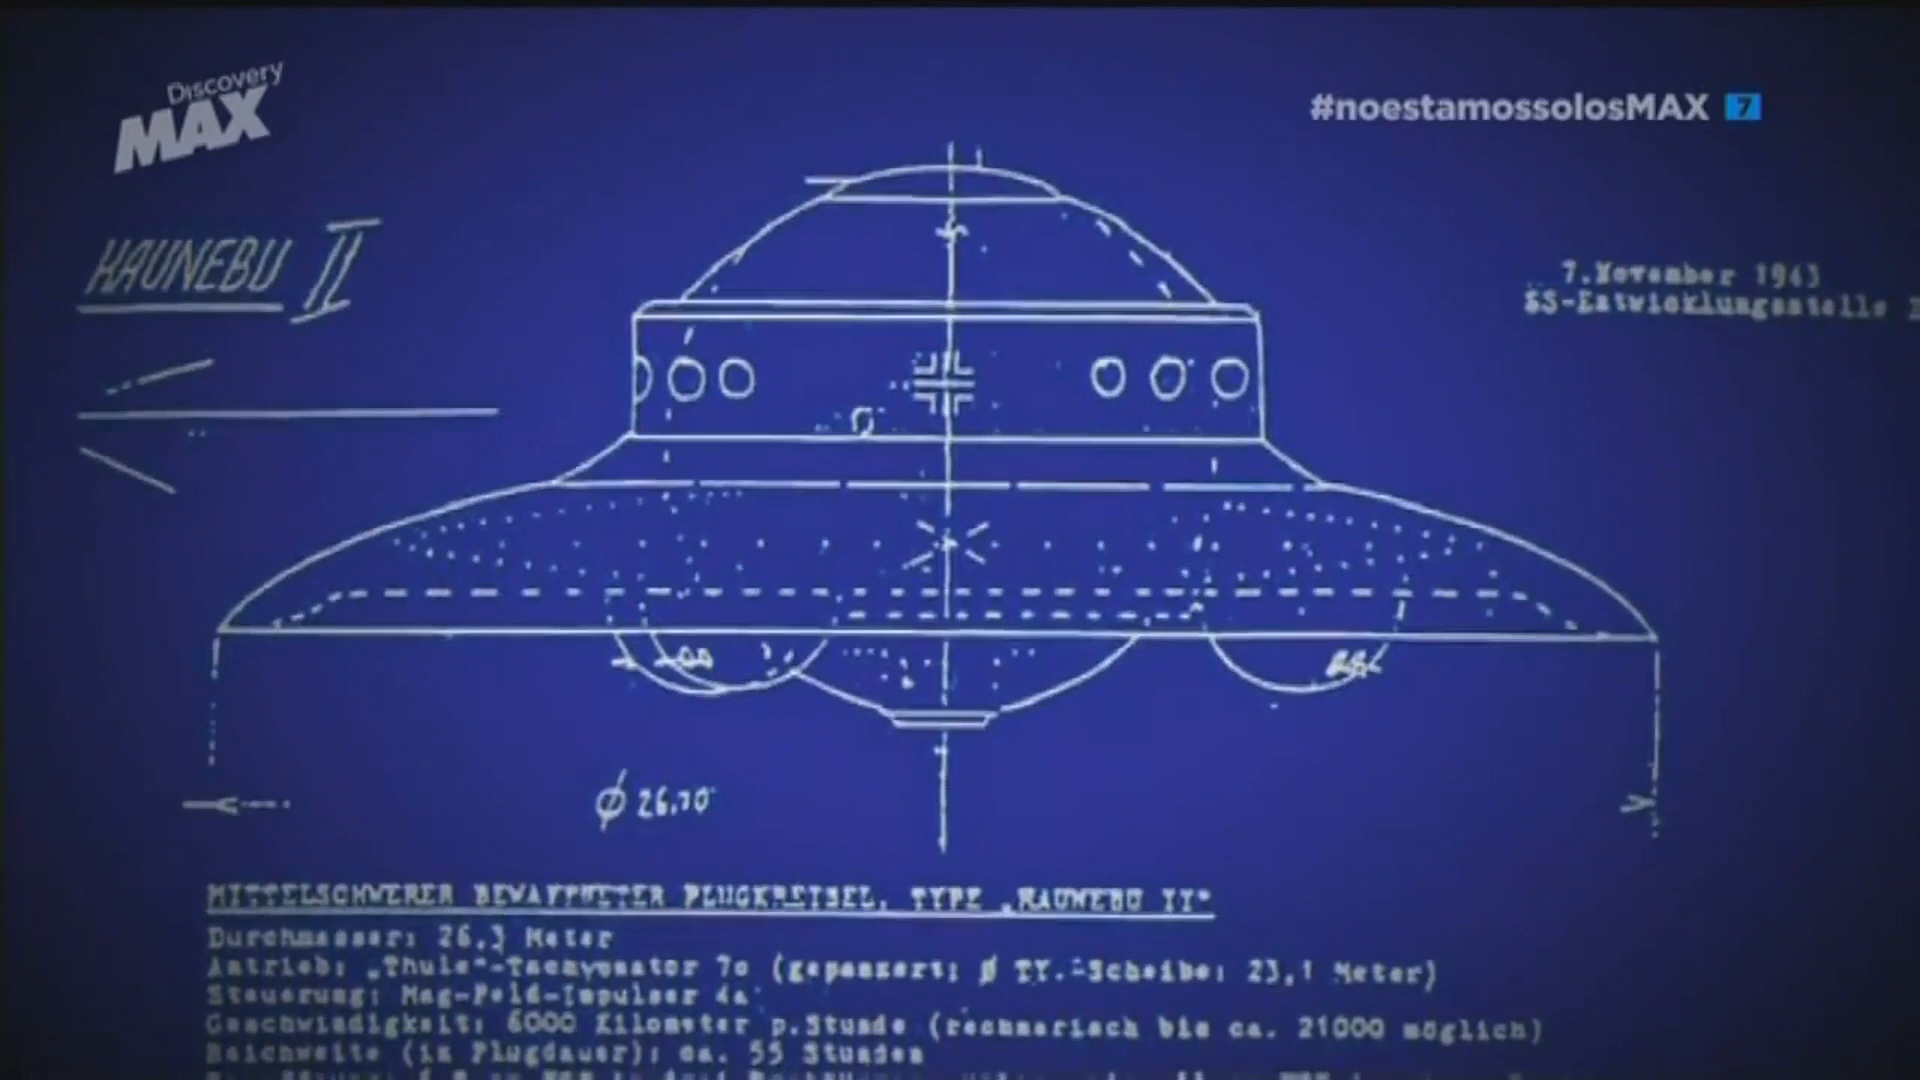 Discovery
MAX
#noestamossolosMAX 7
HAUNEBU II
7.November 1943
SS-Entwicklungsstelle
Ø 26.70
MITTELSCHWERER BEWAFFNETER FLUGKREISEL, TYPE „HAUNEBU II"
Durchmesser: 26,3 Meter
Antrieb: „Thule"-Tachyonator 7c (gepanzert; Ø TY.-Scheibe: 23,1 Meter)
Steuerung: Mag-Feld-Impulser 4a
Geschwindigkeit: 6000 Kilometer p.Stunde (rechnerisch bis ca. 21000 möglich)
Reichweite (in Flugdauer): ca. 55 Stunden